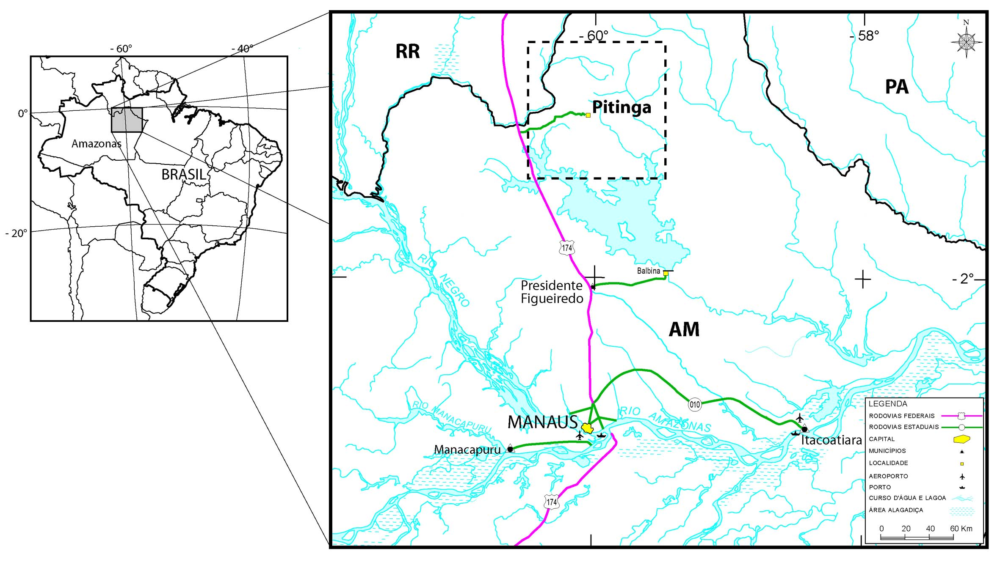 - 60°
- 40°
0°
Amazonas
BRASIL
- 20°
- 60°
- 58°
N
RR
PA
Pitinga
174
Balbina
- 2°
Presidente
Figueiredo
RIO
NEGRO
AM
010
RIO MANACAPURU
MANAUS
RIO AMAZONAS
Itacoatiara
Manacapuru
174
LEGENDA
RODOVIAS FEDERAIS
RODOVIAS ESTADUAIS
CAPITAL
MUNICÍPIOS
LOCALIDADE
AEROPORTO
PORTO
CURSO D'ÁGUA E LAGOA
ÁREA ALAGADIÇA
0 20 40 60 Km